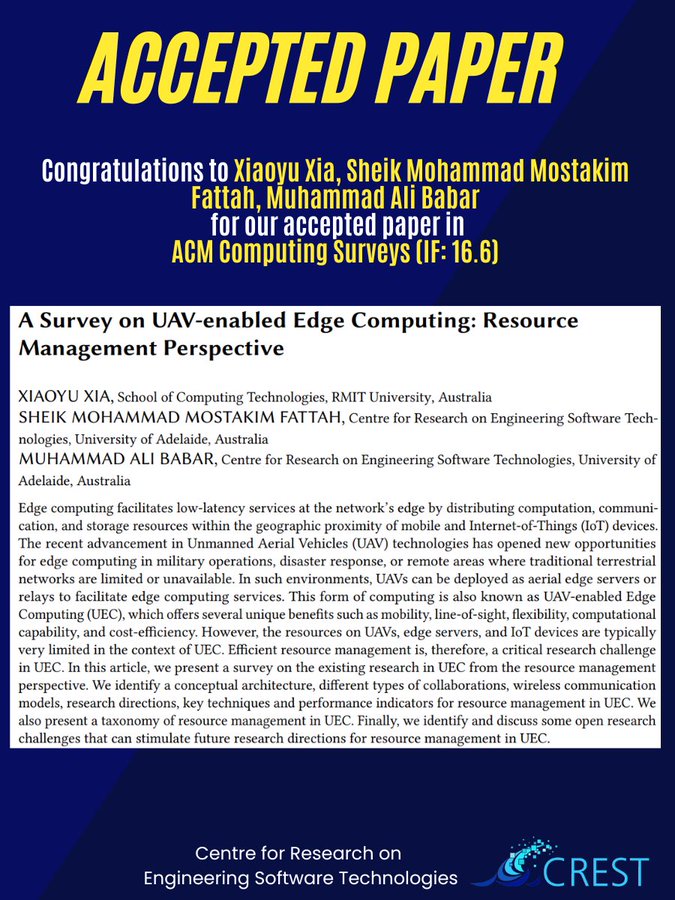 ACCEPTED PAPER
Congratulations to Xiaoyu Xia, Sheik Mohammad Mostakim
Fattah, Muhammad Ali Babar
for our accepted paper in
ACM Computing Surveys (IF: 16.6)
A Survey on UAV-enabled Edge Computing: Resource
Management Perspective
XIAOYU XIA, School of Computing Technologies, RMIT University, Australia
SHEIK MOHAMMAD MOSTAKIM FATTAH, Centre for Research on Engineering Software Tech-
nologies, University of Adelaide, Australia
MUHAMMAD ALI BABAR, Centre for Research on Engineering Software Technologies, University of
Adelaide, Australia
Edge computing facilitates low-latency services at the network's edge by distributing computation, communi-
cation, and storage resources within the geographic proximity of mobile and Internet-of-Things (IoT) devices.
The recent advancement in Unmanned Aerial Vehicles (UAV) technologies has opened new opportunities
for edge computing in military operations, disaster response, or remote areas where traditional terrestrial
networks are limited or unavailable. In such environments, UAVs can be deployed as aerial edge servers or
relays to facilitate edge computing services. This form of computing is also known as UAV-enabled Edge
Computing (UEC), which offers several unique benefits such as mobility, line-of-sight, flexibility, computational
capability, and cost-efficiency. However, the resources on UAVs, edge servers, and IoT devices are typically
very limited in the context of UEC. Efficient resource management is, therefore, a critical research challenge
in UEC. In this article, we present a survey on the existing research in UEC from the resource management
perspective. We identify a conceptual architecture, different types of collaborations, wireless communication
models, research directions, key techniques and performance indicators for resource management in UEC. We
also present a taxonomy of resource management in UEC. Finally, we identify and discuss some open research
challenges that can stimulate future research directions for resource management in UEC.
Centre for Research on
Engineering Software Technologies
CREST